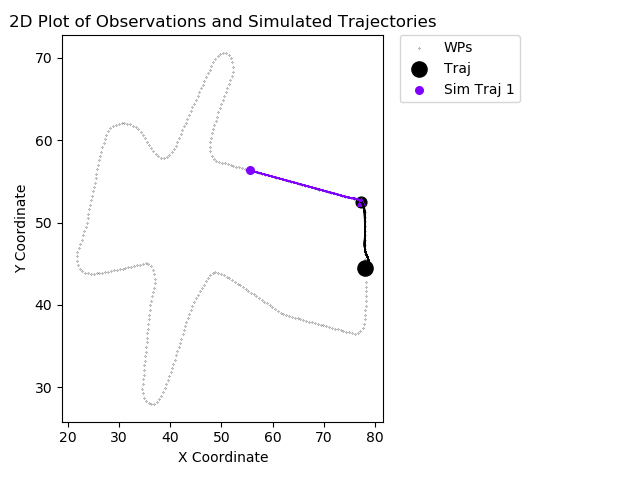 2D Plot of Observations and Simulated Trajectories
WPs
Traj
Sim Traj 1
70
60
50
40
30
Y Coordinate
20 30 40 50 60 70 80
X Coordinate